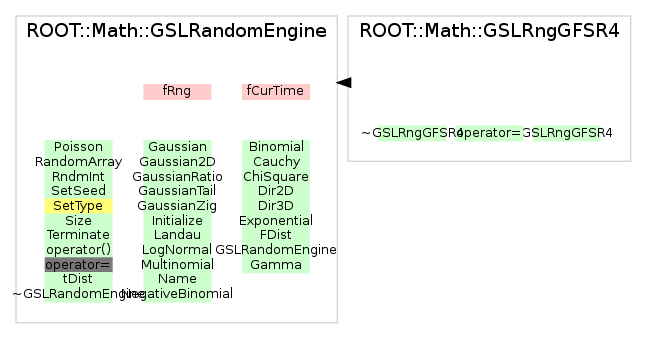 ROOT::Math::GSLRandomEngine
fRng fCurTime
Poisson Gaussian Binomial
RandomArray Gaussian2D Cauchy
RndmInt GaussianRatio ChiSquare
SetSeed GaussianTail Dir2D
SetType GaussianZig Dir3D
Size Initialize Exponential
Terminate Landau FDist
operator() LogNormal GSLRandomEngine
operator= Multinomial Gamma
tDist Name
~GSLRandomEngine NegativeBinomial
ROOT::Math::GSLRngGFSR4
~GSLRngGFSR4 operator= GSLRngGFSR4